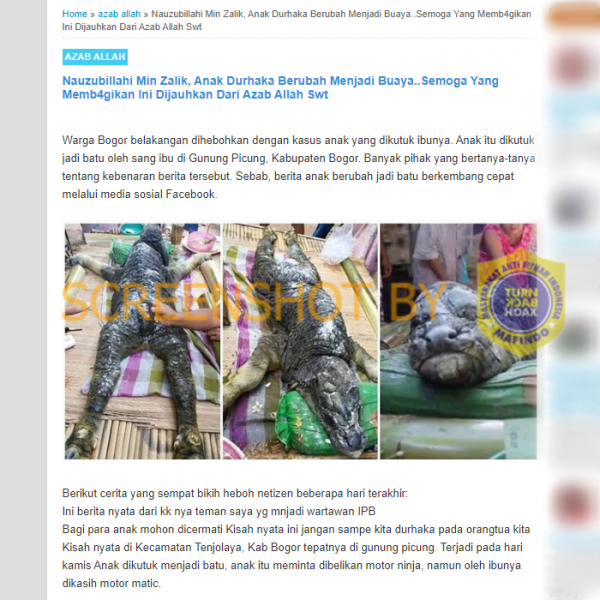 Home » azab allah » Nauzubillahi Min Zalik, Anak Durhaka Berubah Menjadi Buaya..Semoga Yang Memb4gikan
Ini Dijauhkan Dari Azab Allah Swt
AZAB ALLAH
Nauzubillahi Min Zalik, Anak Durhaka Berubah Menjadi Buaya..Semoga Yang
Memb4gikan Ini Dijauhkan Dari Azab Allah Swt
Warga Bogor belakangan dihebohkan dengan kasus anak yang dikutuk ibunya. Anak itu dikutuk
jadi batu oleh sang ibu di Gunung Picung, Kabupaten Bogor. Banyak pihak yang bertanya-tanya
tentang kebenaran berita tersebut. Sebab, berita anak berubah jadi batu berkembang cepat
melalui media sosial Facebook.
SCREENSHOT BY
MASYARAKAT ANTI FITNAH INDONESIA
TURN
BACK
HOAX
MAFINDO
Berikut cerita yang sempat bikih heboh netizen beberapa hari terakhir:
Ini berita nyata dari kk nya teman saya yg mnjadi wartawan IPB
Bagi para anak mohon dicermati Kisah nyata ini jangan sampe kita durhaka pada orangtua kita
Kisah nyata di Kecamatan Tenjolaya, Kab Bogor tepatnya di gunung picung. Terjadi pada hari
kamis Anak dikutuk menjadi batu, anak itu meminta dibelikan motor ninja, namun oleh ibunya
dikasih motor matic.